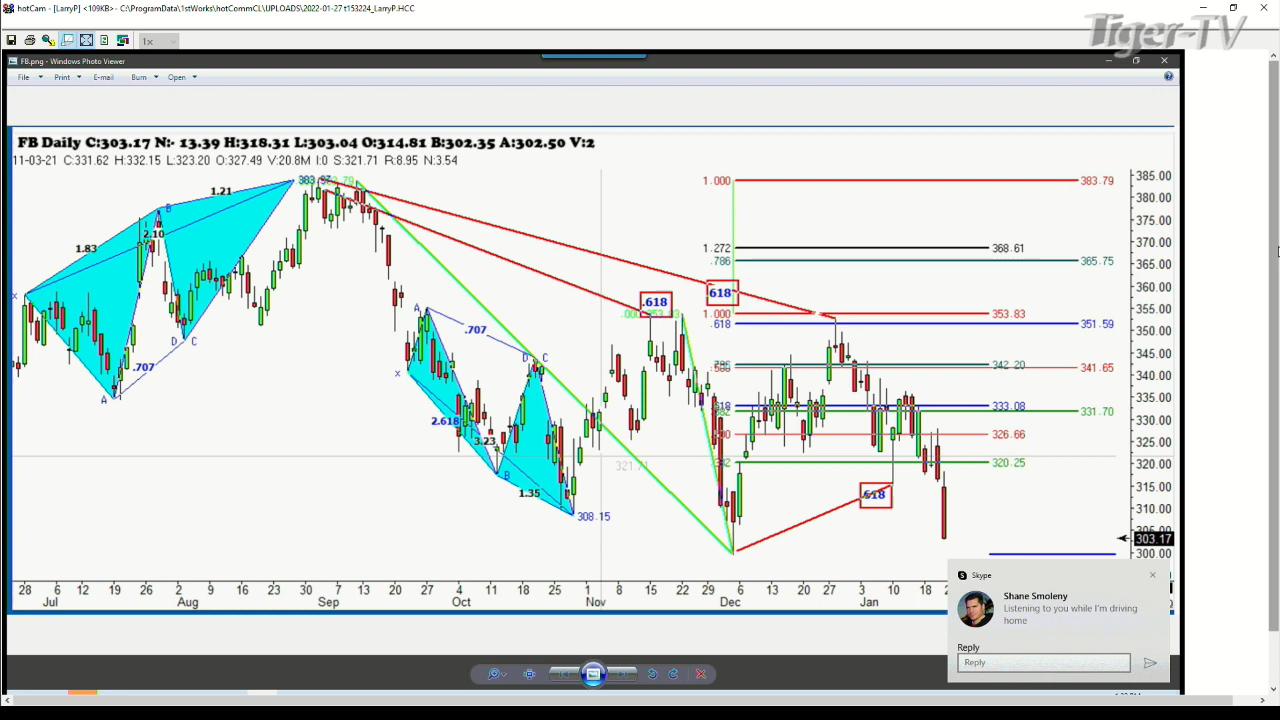 hotCam - [LarryP] <109KB> - C:\ProgramData\1stWorks\hotCommCL\UPLOADS\2022-01-27 t153224_LarryP.HCC
Tiger-TV
1x
FB.png - Windows Photo Viewer
File Print E-mail Burn Open
FB Daily C:303.17 N:- 13.39 H:318.31 L:303.04 O:314.81 B:302.35 A:302.50 V:2
11-03-21 C:331.62 H:332.15 L:323.20 O:327.49 V:20.8M I:0 S:321.71 R:8.95 N:3.54
385.00
1.21
1.000
383.79
380.00
B
375.00
2.10
370.00
1.83
1.272
368.61
.786
365.75
365.00
x
360.00
.618
618
A
355.00
1.000
353.83
.707
.618
351.59
350.00
D C
345.00
D C
342.20
.707
341.65
340.00
x
335.00
A
333.08
331.70
330.00
2.618
326.66
325.00
3.23
321.71
320.25
320.00
B
315.00
1.35
618
310.00
308.15
305.00
303.17
300.00
28 7 12 19 26 2 9 16 23 30 7 13 20 27 4 11 18 25 8 15 22 29 6 13 20 27 3 10 18
Jul Aug Sep Oct Nov Dec Jan
Skype
Shane Smoleny
Listening to you while I'm driving
home
Reply
Reply